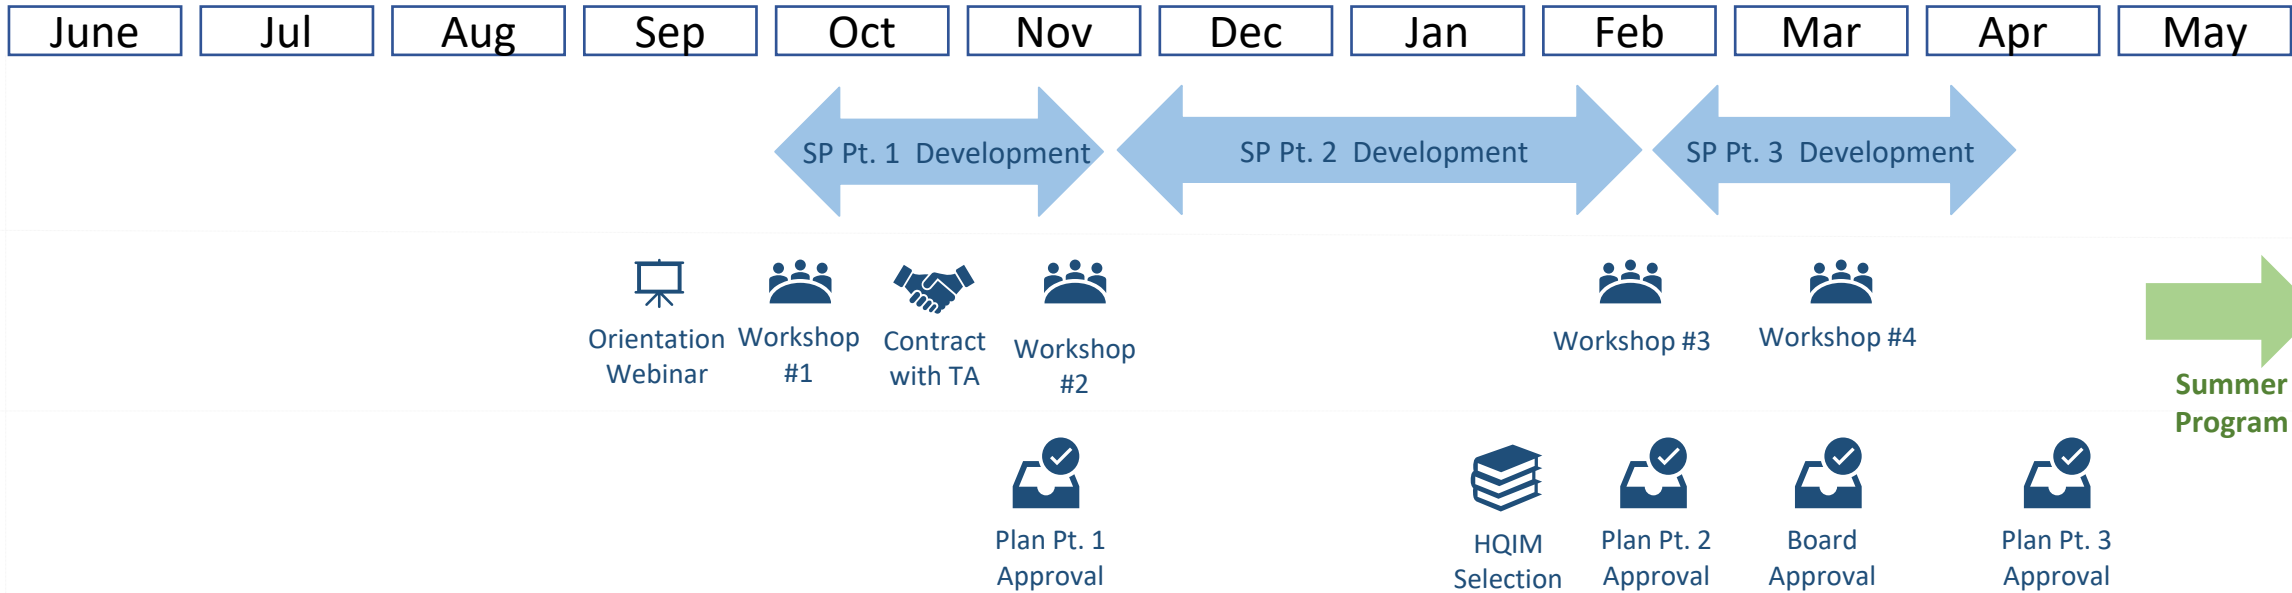 June
Jul
Aug
Sep
Oct
Nov
Dec
Jan
Feb
Mar
Apr
May
SP Pt. 1 Development
SP Pt. 2 Development
SP Pt. 3 Development
Orientation
Webinar
Workshop
#1
Contract
with TA
Workshop
#2
Workshop #3
Workshop #4
Summer
Program
Plan Pt. 1
Approval
HQIM
Selection
Plan Pt. 2
Approval
Board
Approval
Plan Pt. 3
Approval